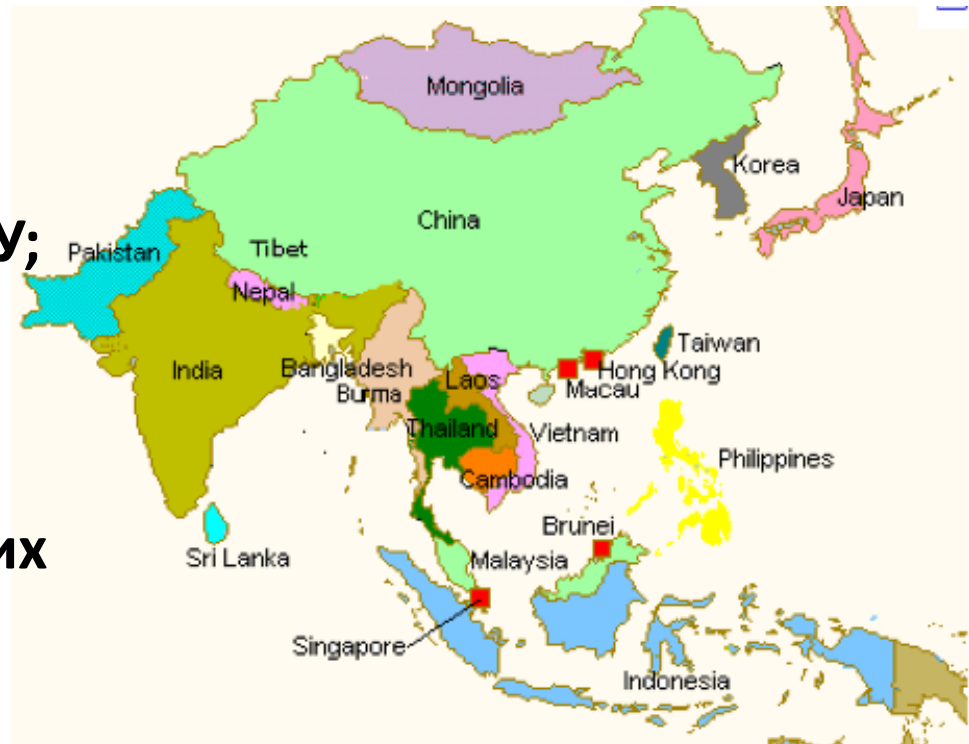 Mongolia
Korea
Japan
China
у;
Pakistan
Tibet
Nepal
Taiwan
India
Bangladesh
Hong Kong
Laos
Macau
Burma
Thailand
Vietnam
Philippines
Cambodia
Brunei
их
Sri Lanka
Malaysia
Singapore
Indonesia